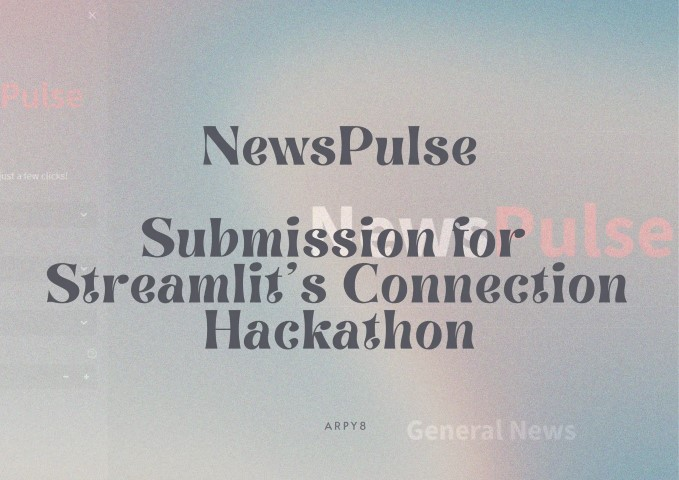 Pulse
just a few clicks!
NewsPulse
NewsPulse
Submission for
Streamlit's Connection
Hackathon
ARPY8
General News